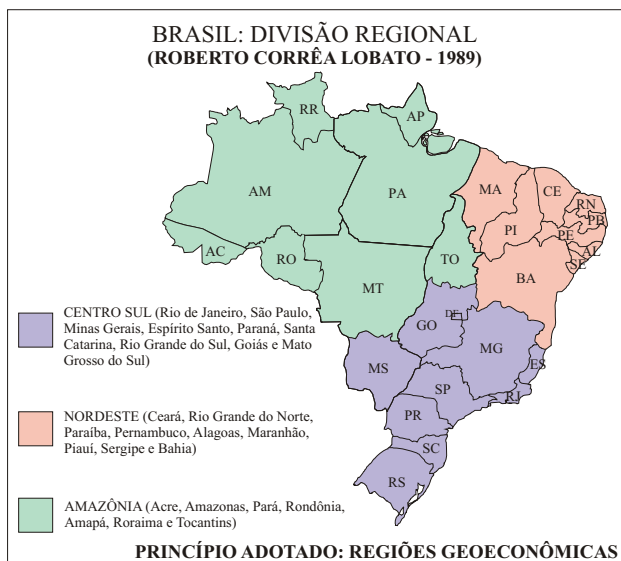 BRASIL: DIVISÃO REGIONAL
(ROBERTO CORRÊA LOBATO - 1989)
RR
AP
AM
PA
MA
CE
RN
PB
PI
PE
AL
SE
AC
RO
TO
BA
MT
DF
GO
MG
MS
ES
SP
RJ
PR
SC
RS
CENTRO SUL (Rio de Janeiro, São Paulo,
Minas Gerais, Espírito Santo, Paraná, Santa
Catarina, Rio Grande do Sul, Goiás e Mato
Grosso do Sul)
NORDESTE (Ceará, Rio Grande do Norte,
Paraíba, Pernambuco, Alagoas, Maranhão,
Piauí, Sergipe e Bahia)
AMAZÔNIA (Acre, Amazonas, Pará, Rondônia,
Amapá, Roraima e Tocantins)
PRINCÍPIO ADOTADO: REGIÕES GEOECONÔMICAS